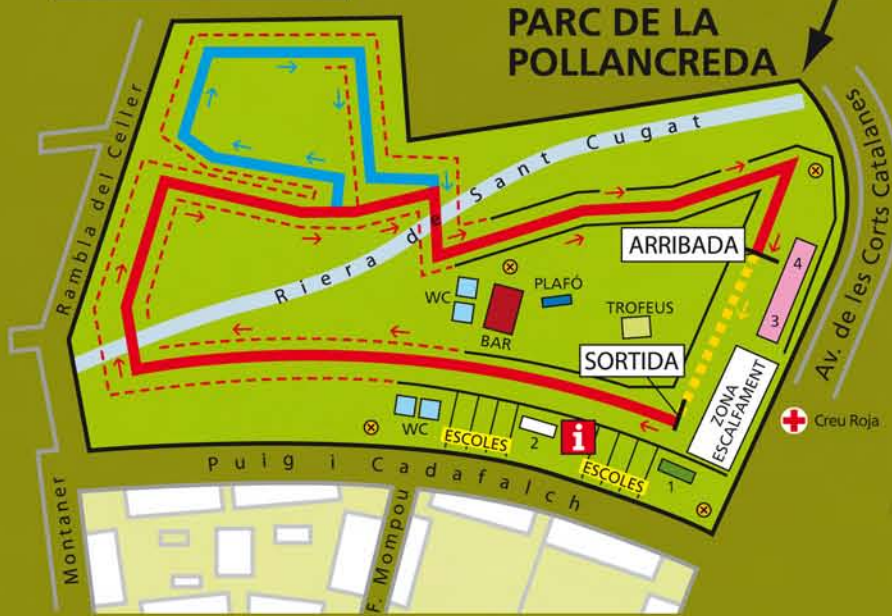 PARC DE LA
POLLANCREDA
Rambla del Celler
Riera de Sant Cugat
Av. de les Corts Catalanes
ARRIBADA
4
3
WC
BAR
PLAFÓ
TROFEUS
SORTIDA
ZONA
ESCALFAMENT
Creu Roja
WC
ESCOLES
2
i
ESCOLES
1
Puig i Cadafalch
Montaner
F. Mompou